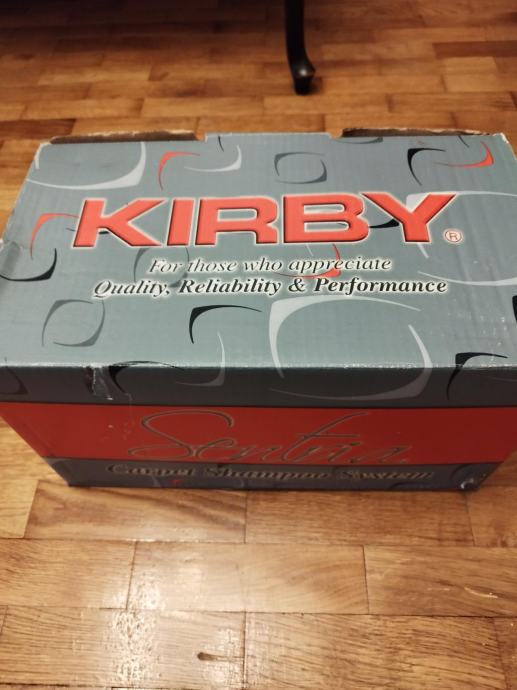 KIRBY®
For those who appreciate
Quality, Reliability & Performance
Sentria
Carpet Shampoo System